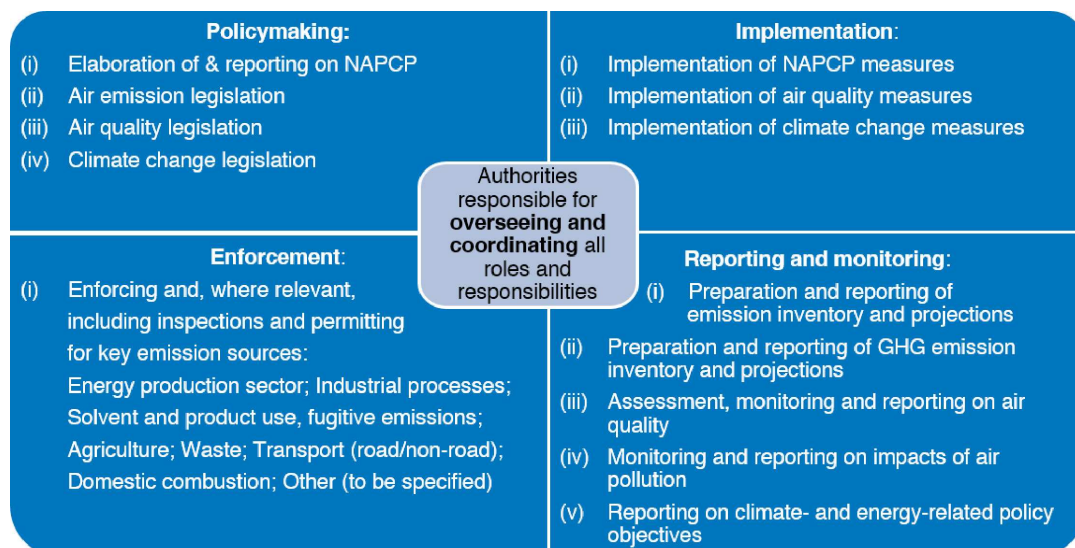 Policymaking:
(i) Elaboration of & reporting on NAPCP
(ii) Air emission legislation
(iii) Air quality legislation
(iv) Climate change legislation
Implementation:
(i) Implementation of NAPCP measures
(ii) Implementation of air quality measures
(iii) Implementation of climate change measures
Authorities
responsible for
overseeing and
coordinating all
roles and
responsibilities
Enforcement:
(i) Enforcing and, where relevant,
including inspections and permitting
for key emission sources:
Energy production sector; Industrial processes;
Solvent and product use, fugitive emissions;
Agriculture; Waste; Transport (road/non-road);
Domestic combustion; Other (to be specified)
Reporting and monitoring:
(i) Preparation and reporting of
emission inventory and projections
(ii) Preparation and reporting of GHG emission
inventory and projections
(iii) Assessment, monitoring and reporting on air
quality
(iv) Monitoring and reporting on impacts of air
pollution
(v) Reporting on climate- and energy-related policy
objectives